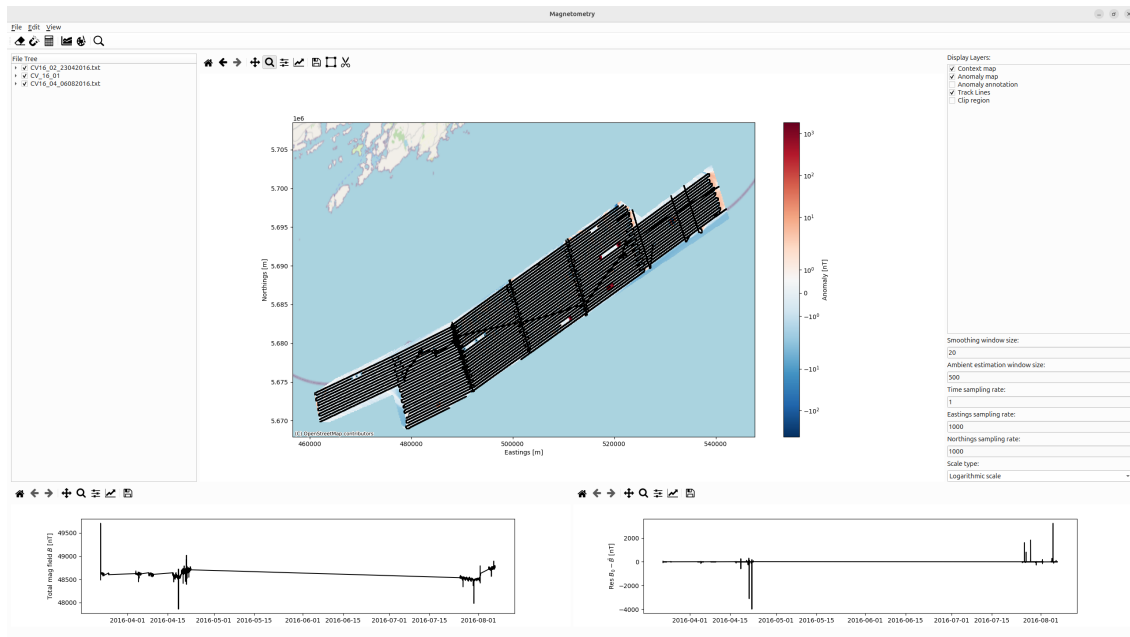 Magnetometry
File Edit View
File Tree
CV16_02_23042016.txt
CV_16_01
CV16_04_06082016.txt
1e6
5.705
5.700
5.695
5.690
5.685
5.680
5.675
5.670
Northings [m]
(C) OpenStreetMap contributors
460000 480000 500000 520000 540000
Eastings [m]
10³
10²
10¹
10⁰
0
−10⁰
−10¹
−10²
Anomaly [nT]
Display Layers:
Context map
Anomaly map
Anomaly annotation
Track Lines
Clip region
Smoothing window size:
20
Ambient estimation window size:
500
Time sampling rate:
1
Eastings sampling rate:
1000
Northings sampling rate:
1000
Scale type:
Logarithmic scale
Total mag field B [nT]
49500
49000
48500
48000
2016-04-01 2016-04-15 2016-05-01 2016-05-15 2016-06-01 2016-06-15 2016-07-01 2016-07-15 2016-08-01
Res B₀ − B [nT]
2000
0
−2000
−4000
2016-04-01 2016-04-15 2016-05-01 2016-05-15 2016-06-01 2016-06-15 2016-07-01 2016-07-15 2016-08-01